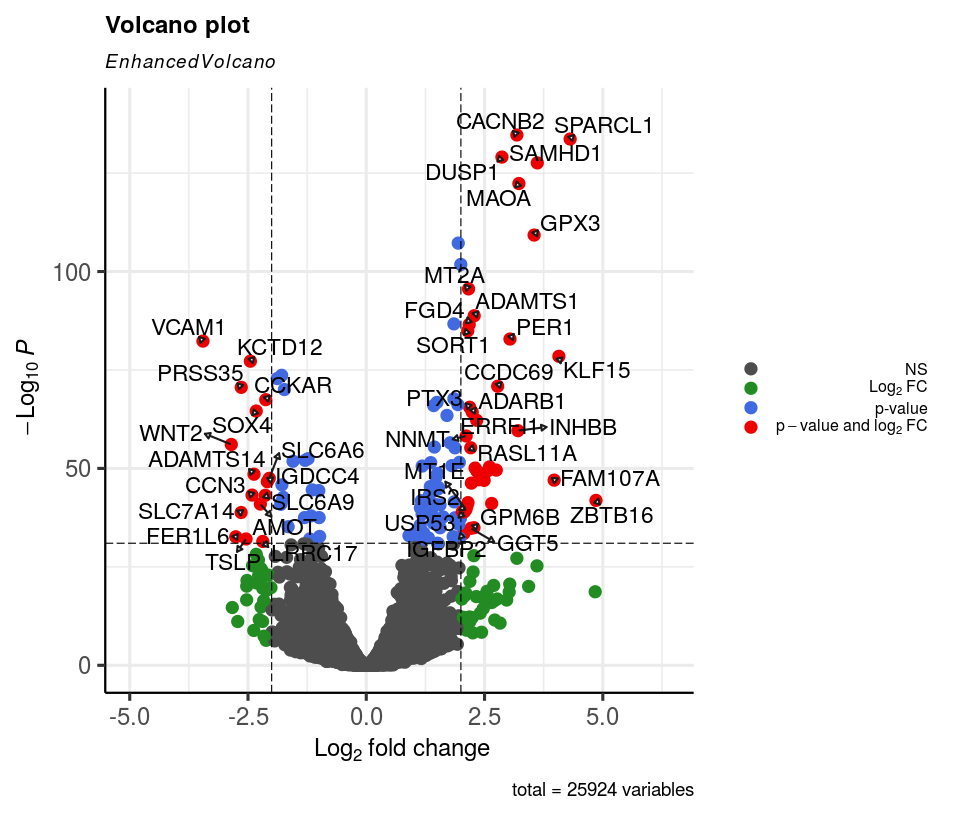 Volcano plot
EnhancedVolcano
CACNB2
SPARCL1
SAMHD1
DUSP1
MAOA
GPX3
MT2A
FGD4
ADAMTS1
PER1
SORT1
KLF15
VCAM1
KCTD12
PRSS35
CCKAR
CCDC69
PTX3
ADARB1
SOX4
ERRFI1
INHBB
WNT2
NNMT
SLC6A6
RASL11A
ADAMTS14
IGDCC4
MT1E
FAM107A
CCN3
SLC6A9
IRS2
ZBTB16
SLC7A14
GPM6B
USP53
AMOT
FER1L6
GGT5
IGFBP2
LRRC17
TSLP
−Log10 P
100
50
0
-5.0
-2.5
0.0
2.5
5.0
Log2 fold change
NS
Log2 FC
p-value
p − value and log2 FC
total = 25924 variables